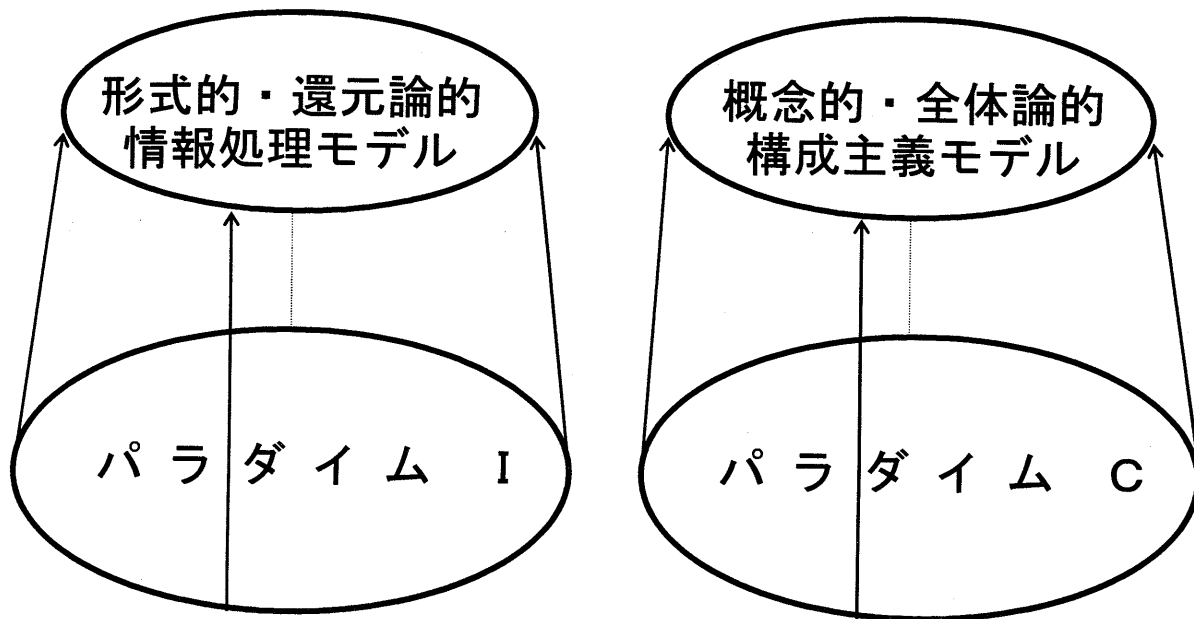 形式的・還元論的
情報処理モデル
概念的・全体論的
構成主義モデル
パラダイム I
パラダイム C